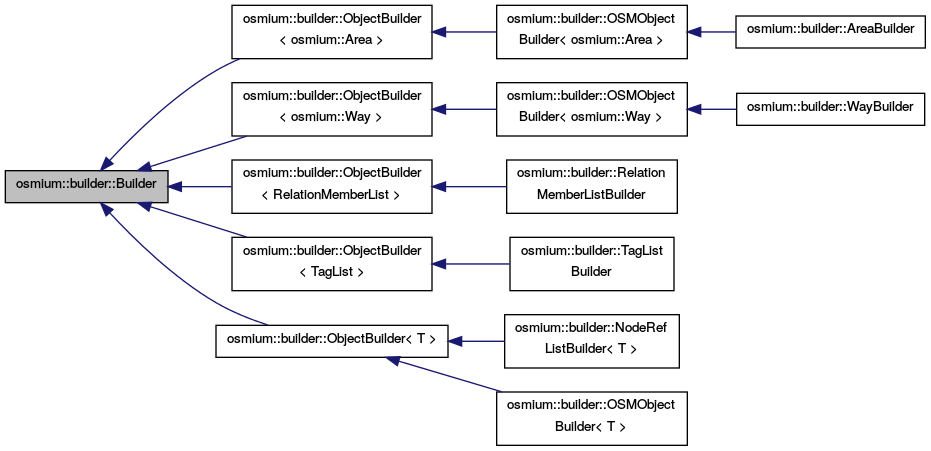 osmium::builder::ObjectBuilder
< osmium::Area >
osmium::builder::OSMObject
Builder< osmium::Area >
osmium::builder::AreaBuilder
osmium::builder::ObjectBuilder
< osmium::Way >
osmium::builder::OSMObject
Builder< osmium::Way >
osmium::builder::WayBuilder
osmium::builder::Builder
osmium::builder::ObjectBuilder
< RelationMemberList >
osmium::builder::Relation
MemberListBuilder
osmium::builder::ObjectBuilder
< TagList >
osmium::builder::TagList
Builder
osmium::builder::ObjectBuilder< T >
osmium::builder::NodeRef
ListBuilder< T >
osmium::builder::OSMObject
Builder< T >